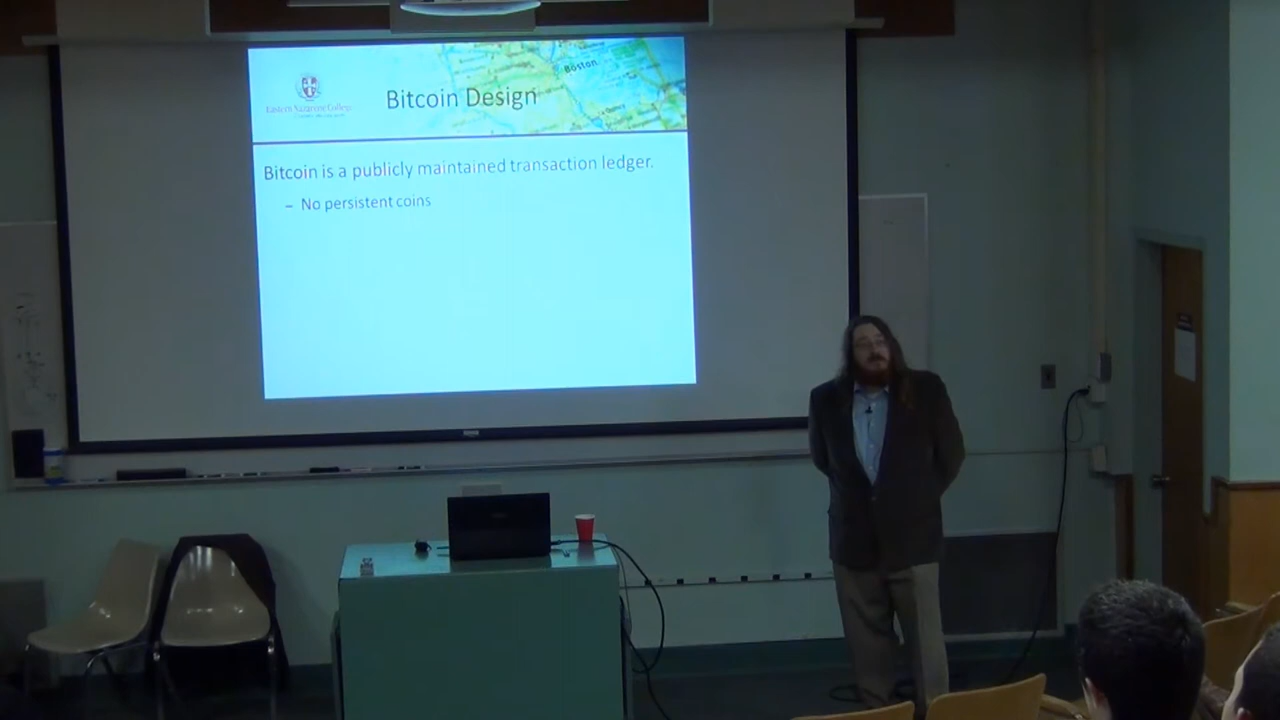 Boston
Eastern Nazarene College
Bitcoin Design
Bitcoin is a publicly maintained transaction ledger.
– No persistent coins